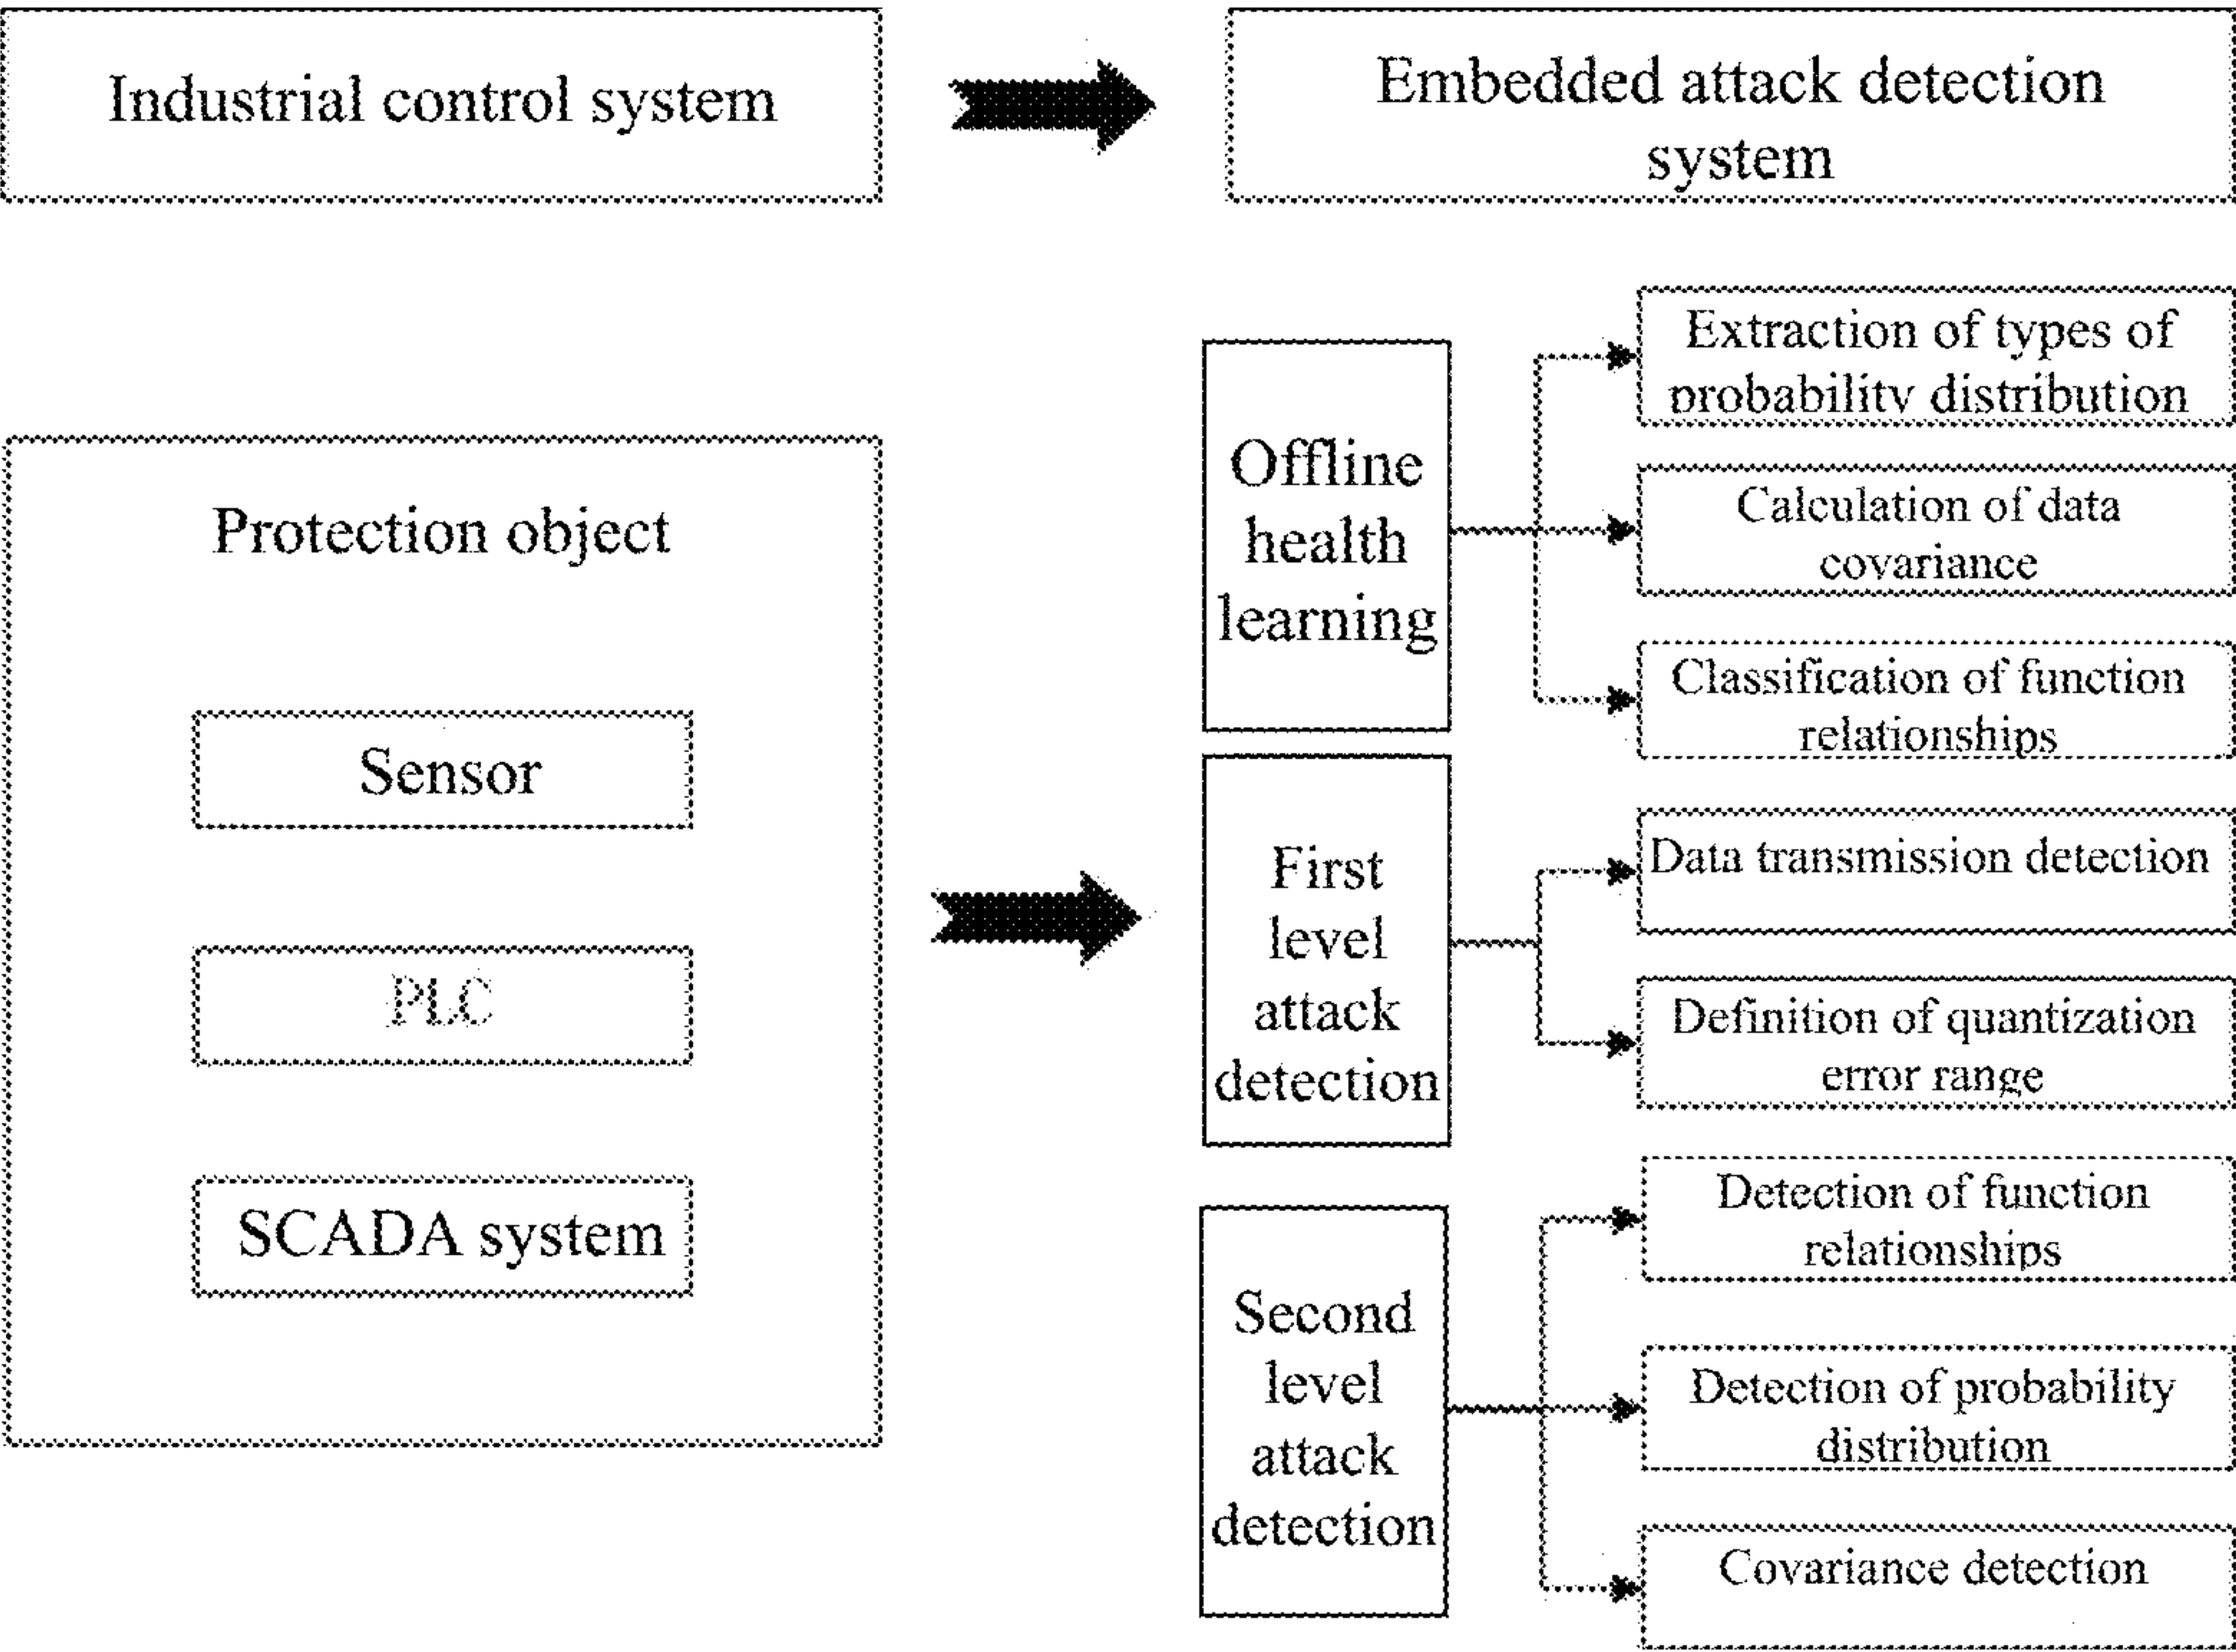 Industrial control system
Embedded attack detection
system
Protection object
Sensor
PLC
SCADA system
Offline
health
learning
Extraction of types of
probability distribution
Calculation of data
covariance
Classification of function
relationships
First
level
attack
detection
Data transmission detection
Definition of quantization
error range
Second
level
attack
detection
Detection of function
relationships
Detection of probability
distribution
Covariance detection